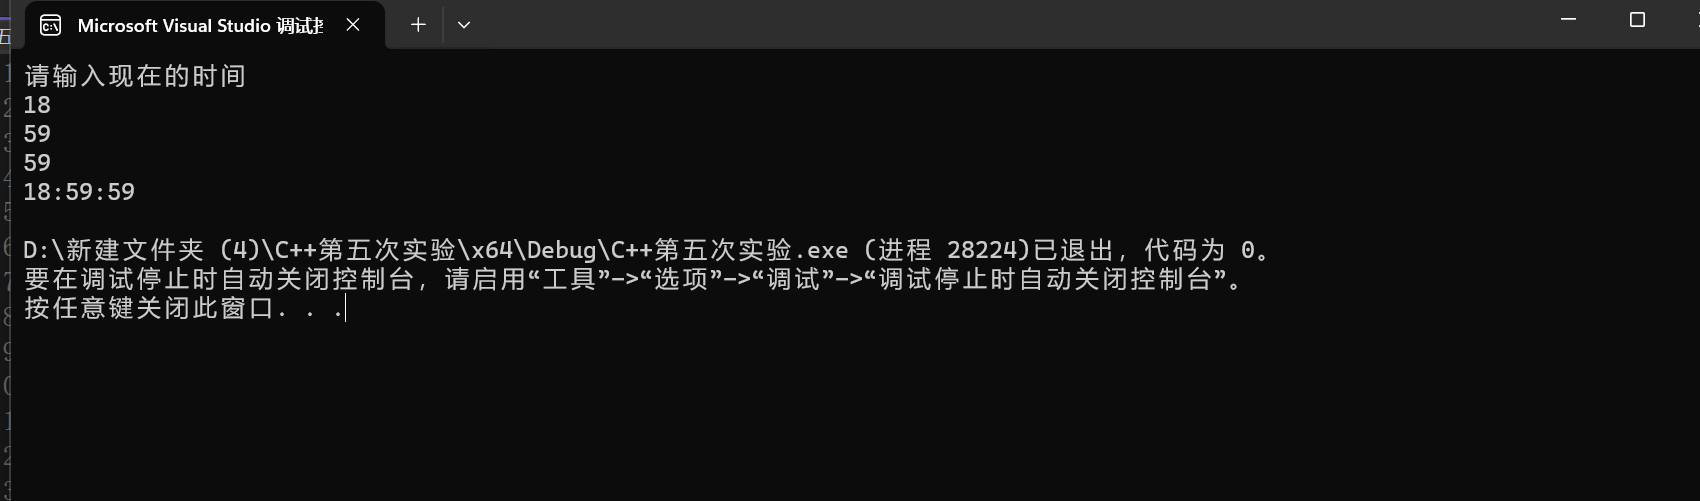 Microsoft Visual Studio 调试
请输入现在的时间
18
59
59
18:59:59
D:\新建文件夹 (4)\C++第五次实验\x64\Debug\C++第五次实验.exe (进程 28224)已退出，代码为 0。
要在调试停止时自动关闭控制台，请启用“工具”->“选项”->“调试”->“调试停止时自动关闭控制台”。
按任意键关闭此窗口. . .